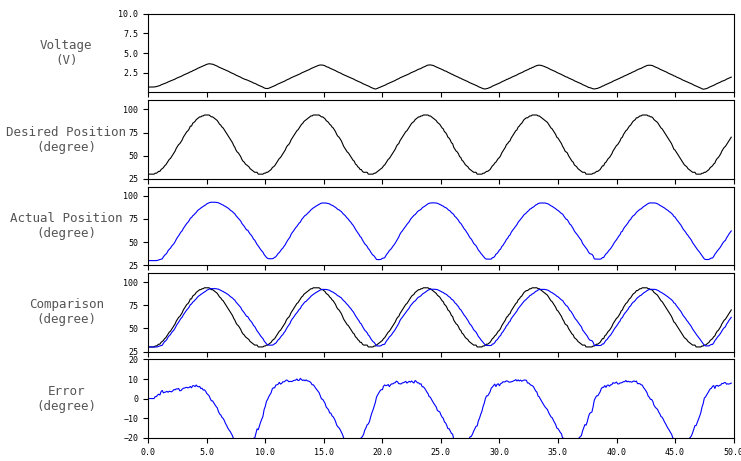 10.0
7.5
Voltage
(V)
5.0
2.5
100
Desired Position
(degree)
75
50
25
100
Actual Position
(degree)
75
50
25
100
Comparison
(degree)
75
50
25
20
10
Error
(degree)
0
−10
−20
0.0 5.0 10.0 15.0 20.0 25.0 30.0 35.0 40.0 45.0 50.0